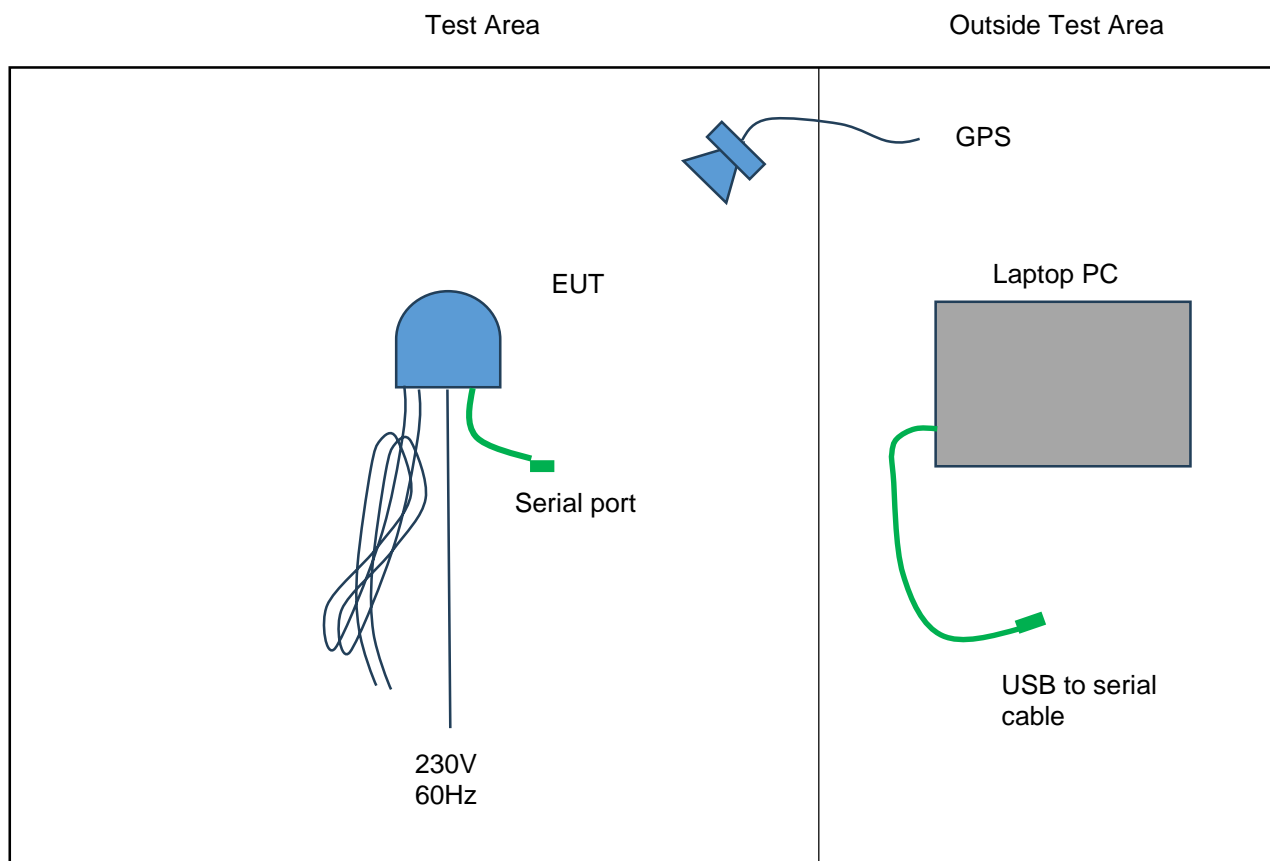 Test Area
Outside Test Area
GPS
EUT
Laptop PC
Serial port
USB to serial
cable
230V
60Hz